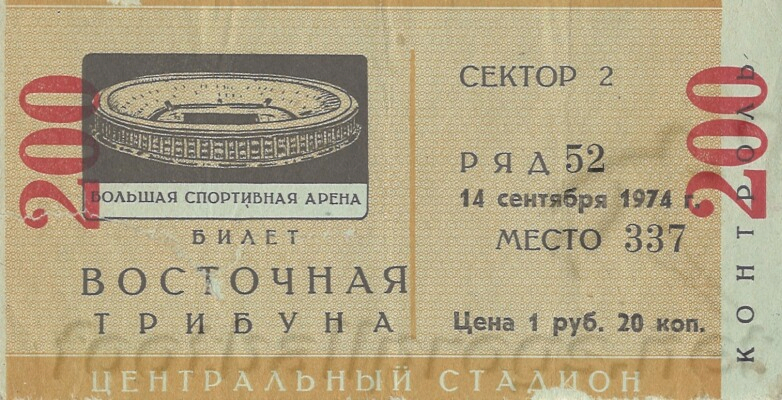 200
БОЛЬШАЯ СПОРТИВНАЯ АРЕНА
БИЛЕТ
ВОСТОЧНАЯ
ТРИБУНА
СЕКТОР 2
РЯД 52
14 сентября 1974 г.
МЕСТО 337
Цена 1 руб. 20 коп.
200
КОНТРОЛЬ
ЦЕНТРАЛЬНЫЙ СТАДИОН